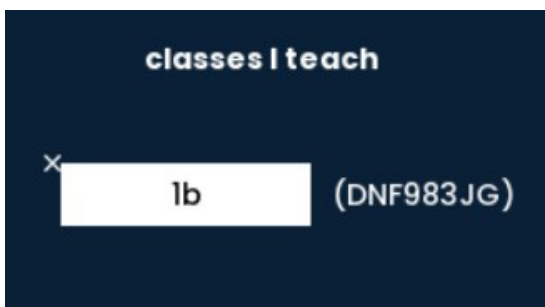 classes I teach
×
1b (DNF983JG)